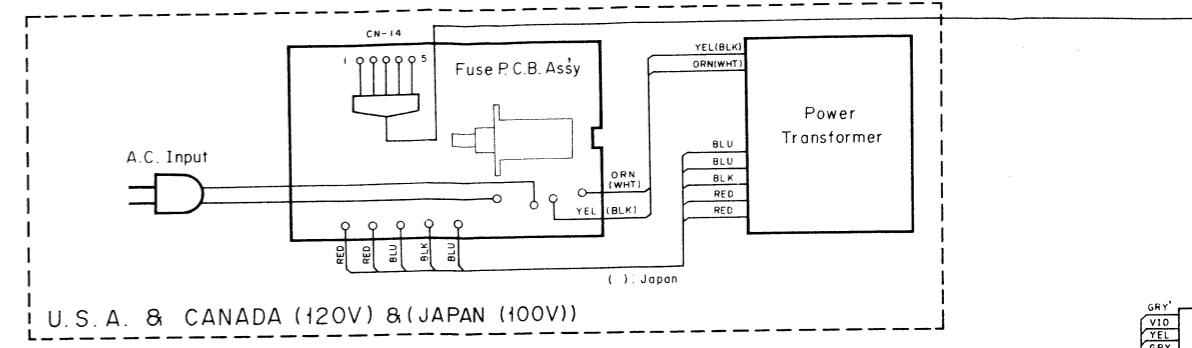 CN-14
1 5
Fuse P.C.B. Ass'y
YEL(BLK)
ORN(WHT)
Power
Transformer
A.C. Input
BLU
BLU
BLK
RED
RED
ORN
(WHT)
YEL (BLK)
RED
RED
BLU
BLK
BLU
( ): Japan
U.S.A. & CANADA (120V) & (JAPAN (100V))
GRY'
VIO
YEL
GRY